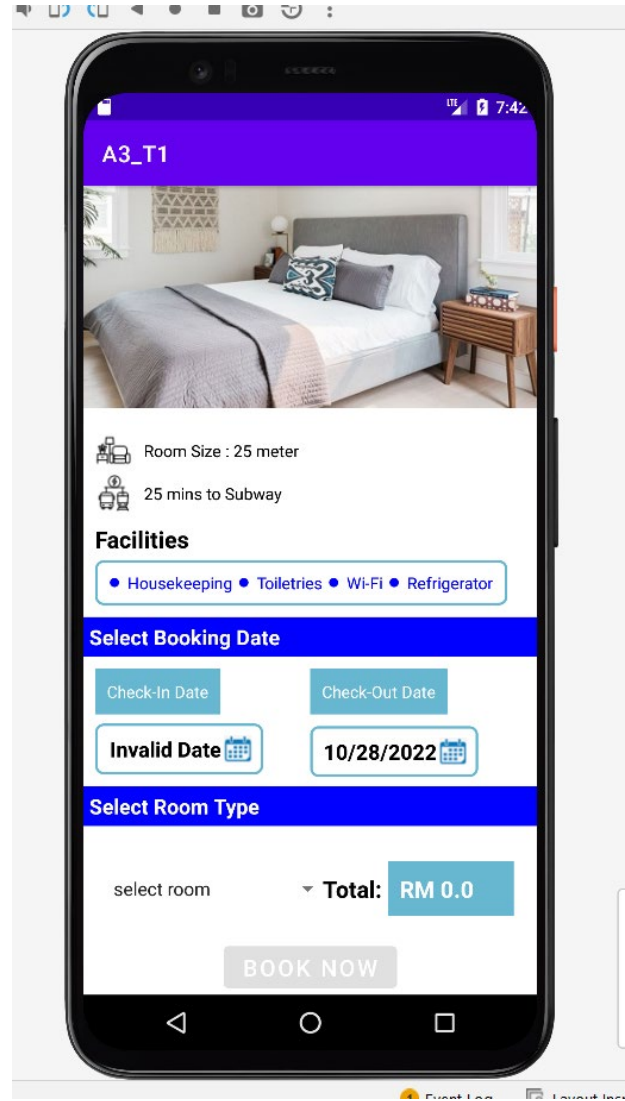 LTE 7:42
A3_T1
Room Size : 25 meter
25 mins to Subway
Facilities
● Housekeeping ● Toiletries ● Wi-Fi ● Refrigerator
Select Booking Date
Check-In Date Check-Out Date
Invalid Date 10/28/2022
Select Room Type
select room Total: RM 0.0
BOOK NOW
Event Log Layout